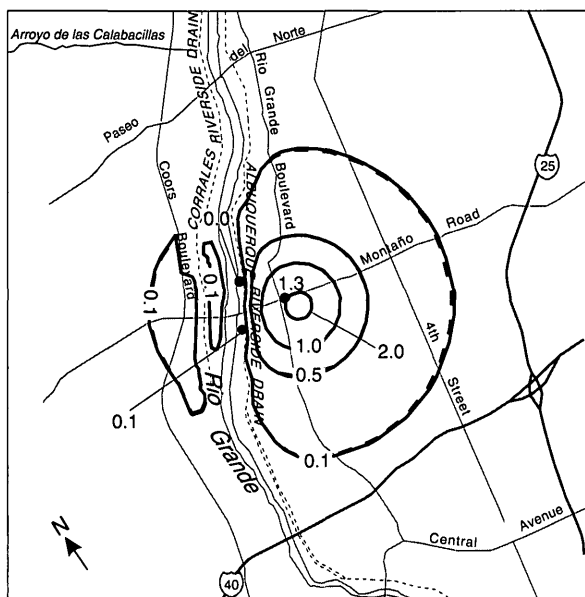 Arroyo de las Calabacillas
Paseo del Norte
CORRALES RIVERSIDE DRAIN
Rio Grande Boulevard
25
Coors Boulevard
ALBUQUERQUE RIVERSIDE DRAIN
Montaño Road
0.0
0.1
0.1
1.3
1.0
2.0
0.5
4th Street
0.1
0.1
Rio Grande
N
Central Avenue
40